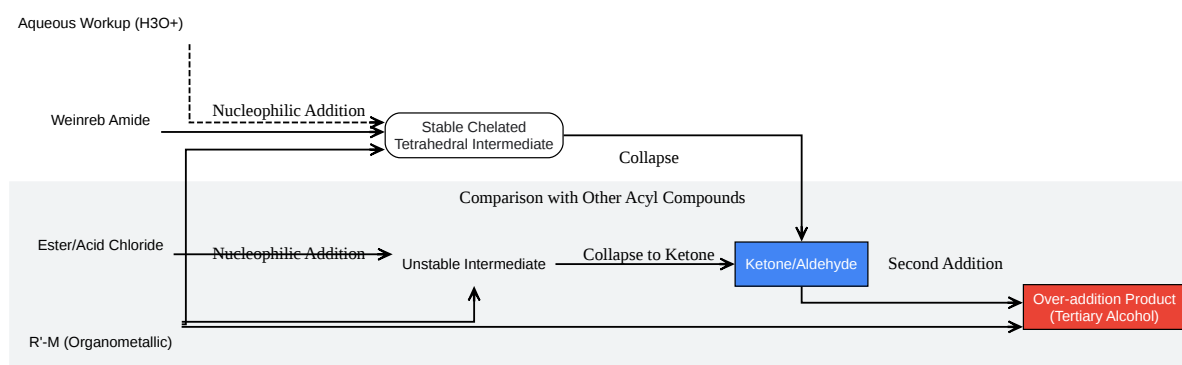 Aqueous Workup (H3O+)
Nucleophilic Addition
Weinreb Amide
Stable Chelated
Tetrahedral Intermediate
Collapse
Comparison with Other Acyl Compounds
Ester/Acid Chloride
Nucleophilic Addition
Unstable Intermediate
Collapse to Ketone
Ketone/Aldehyde
Second Addition
Over-addition Product
(Tertiary Alcohol)
R'-M (Organometallic)